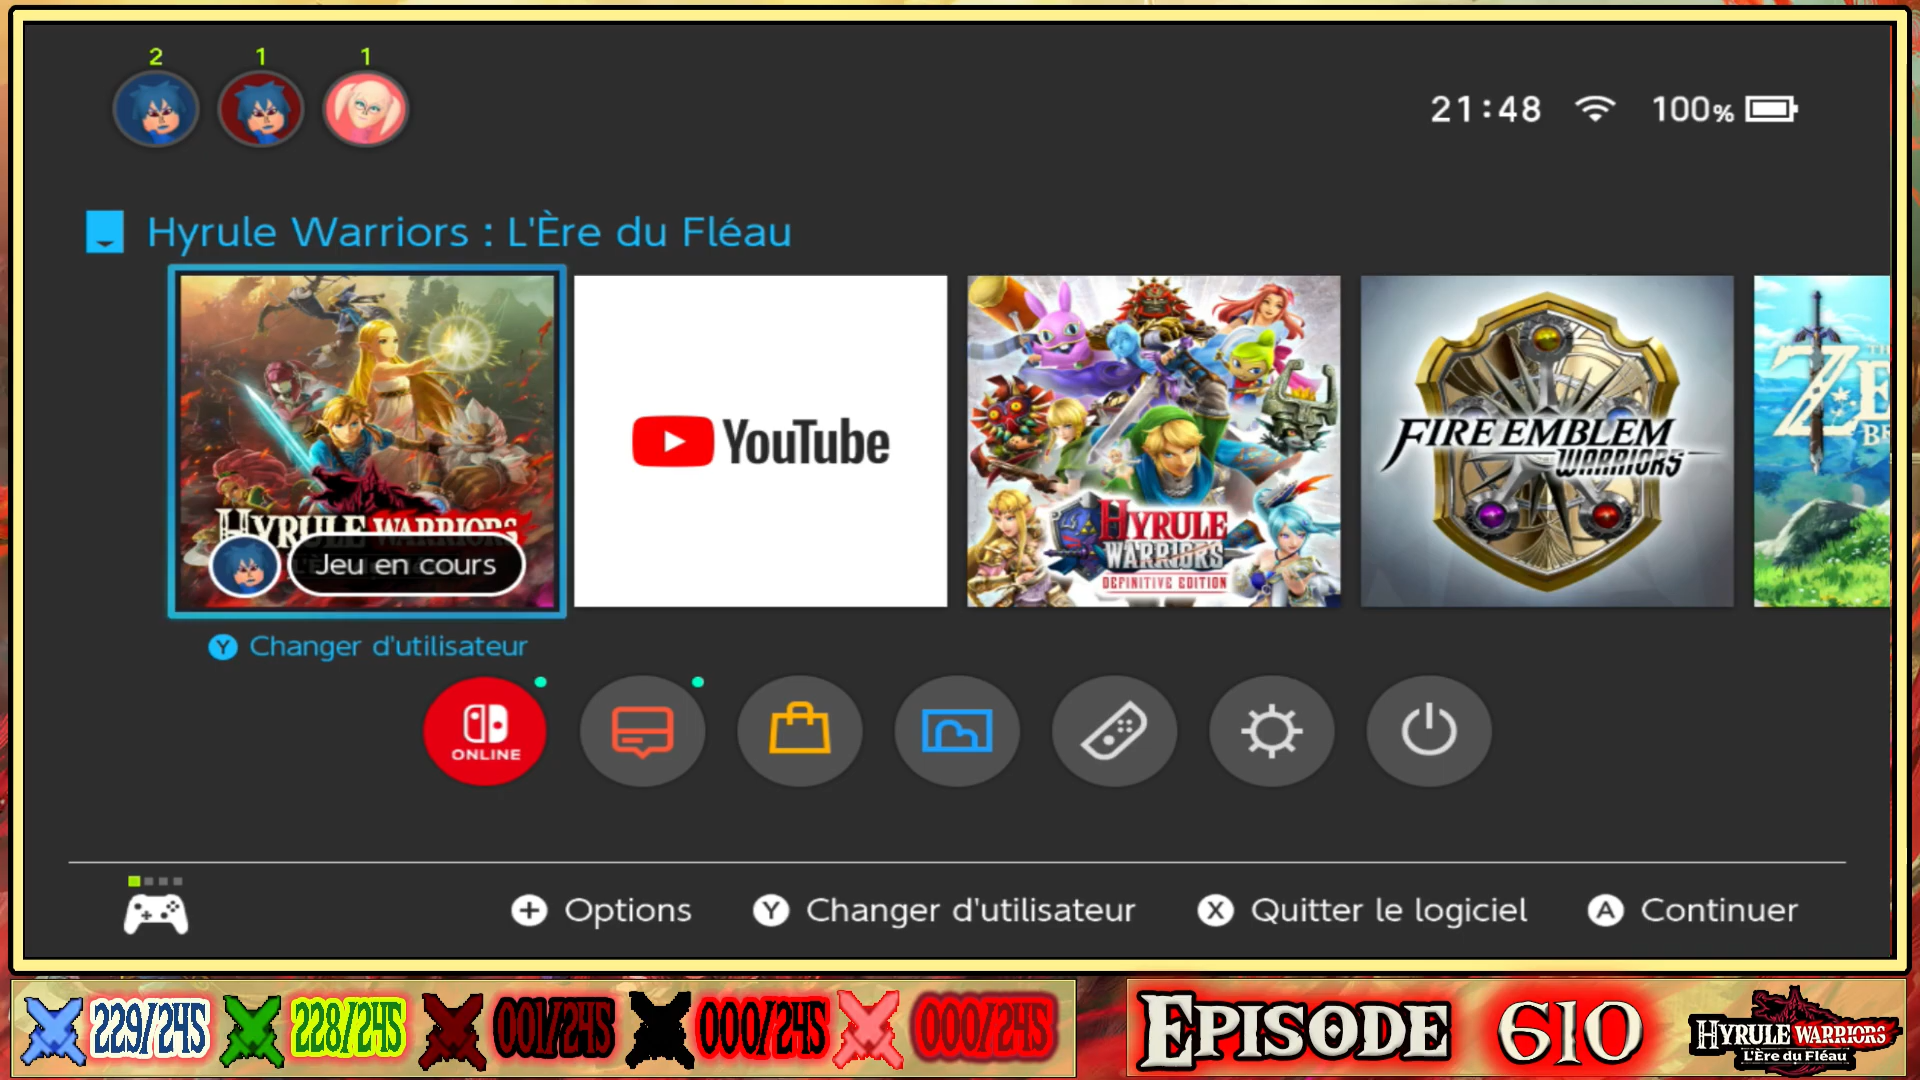 2 1 1
21:48 100%
Hyrule Warriors : L'Ère du Fléau
HYRULE WARRIORS
Jeu en cours
YouTube
HYRULE
WARRIORS
DEFINITIVE EDITION
FIRE EMBLEM
WARRIORS
Y Changer d'utilisateur
ONLINE
+ Options Y Changer d'utilisateur X Quitter le logiciel A Continuer
229/245 228/245 001/245 000/245 000/245
EPISODE 610
HYRULE WARRIORS
L'Ère du Fléau